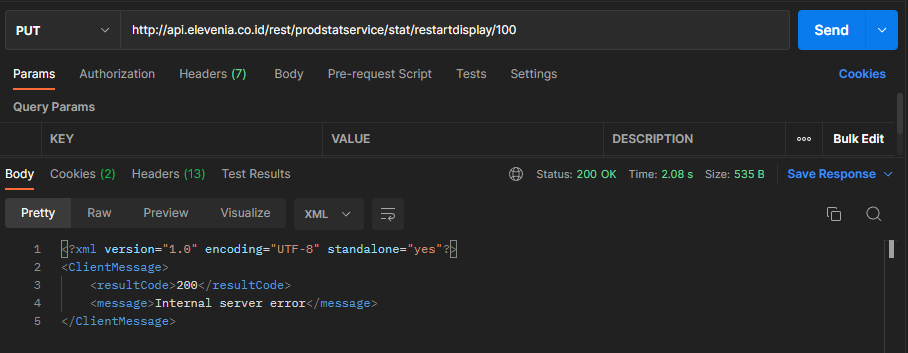 PUT http://api.elevenia.co.id/rest/prodstatservice/stat/restartdisplay/100 Send
Params Authorization Headers (7) Body Pre-request Script Tests Settings Cookies
Query Params
KEY VALUE DESCRIPTION ooo Bulk Edit
Body Cookies (2) Headers (13) Test Results Status: 200 OK Time: 2.08 s Size: 535 B Save Response
Pretty Raw Preview Visualize XML
1 <?xml version="1.0" encoding="UTF-8" standalone="yes"?>
2 <ClientMessage>
3 <resultCode>200</resultCode>
4 <message>Internal server error</message>
5 </ClientMessage>